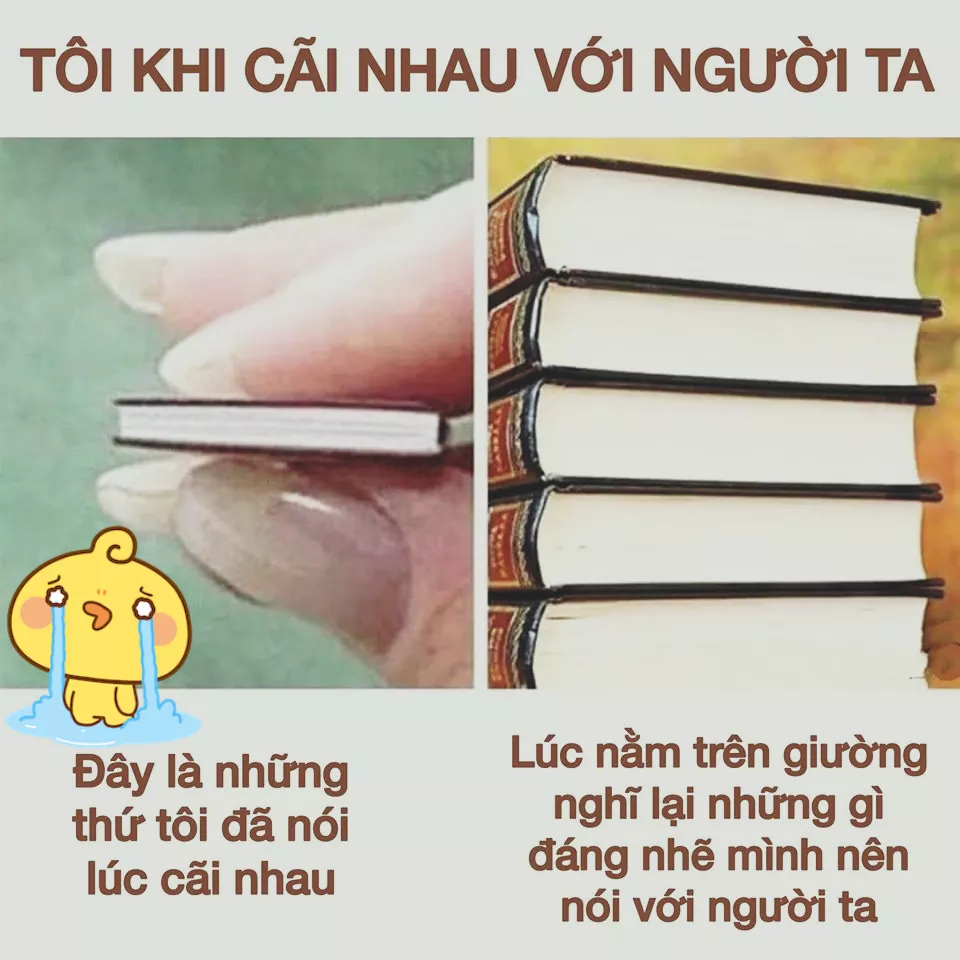 TÔI KHI CÃI NHAU VỚI NGƯỜI TA
Đây là những
thứ tôi đã nói
lúc cãi nhau
Lúc nằm trên giường
nghĩ lại những gì
đáng nhẽ mình nên
nói với người ta